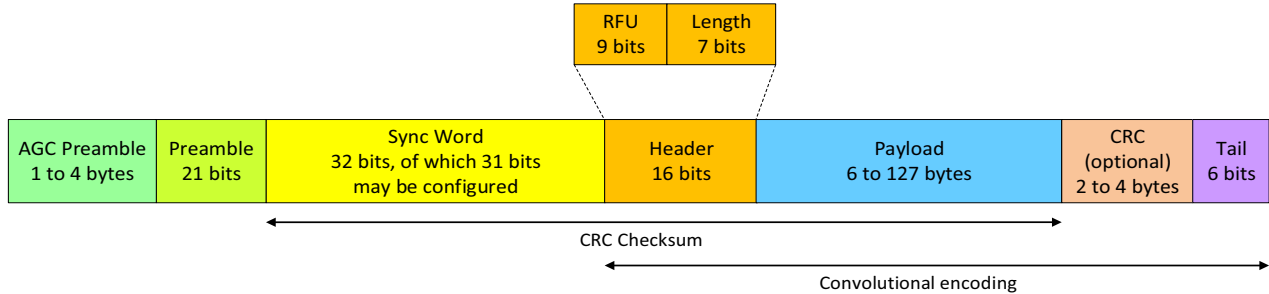 RFU
9 bits
Length
7 bits
AGC Preamble
1 to 4 bytes
Preamble
21 bits
Sync Word
32 bits, of which 31 bits
may be configured
Header
16 bits
Payload
6 to 127 bytes
CRC
(optional)
2 to 4 bytes
Tail
6 bits
CRC Checksum
Convolutional encoding